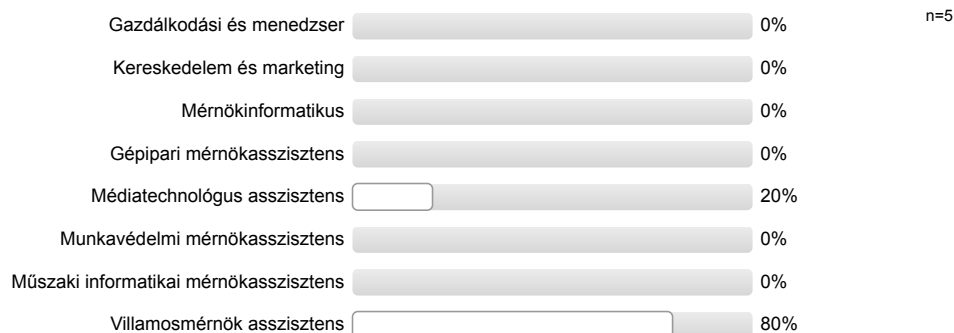 Gazdálkodási és menedzser 0% n=5
Kereskedelem és marketing 0%
Mérnökinformatikus 0%
Gépipari mérnökasszisztens 0%
Médiatechnológus asszisztens 20%
Munkavédelmi mérnökasszisztens 0%
Műszaki informatikai mérnökasszisztens 0%
Villamosmérnök asszisztens 80%